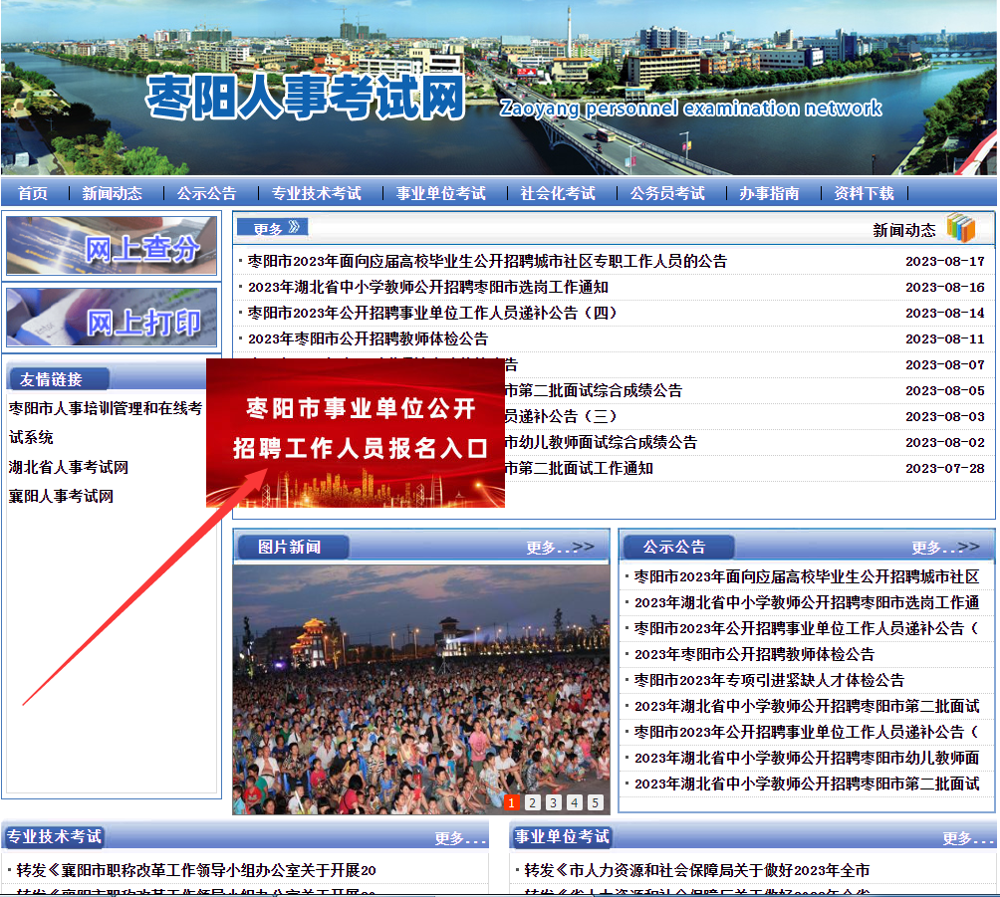 枣阳人事考试网
Zaoyang personnel examination network
首页 新闻动态 公示公告 专业技术考试 事业单位考试 社会化考试 公务员考试 办事指南 资料下载
网上查分
网上打印
友情链接
枣阳市人事培训管理和在线考
试系统
湖北省人事考试网
襄阳人事考试网
更多 》 新闻动态
枣阳市2023年面向应届高校毕业生公开招聘城市社区专职工作人员的公告 2023-08-17
2023年湖北省中小学教师公开招聘枣阳市选岗工作通知 2023-08-16
枣阳市2023年公开招聘事业单位工作人员递补公告（四） 2023-08-14
2023年枣阳市公开招聘教师体检公告 2023-08-11
告 2023-08-07
市第二批面试综合成绩公告 2023-08-05
员递补公告（三） 2023-08-03
市幼儿教师面试综合成绩公告 2023-08-02
市第二批面试工作通知 2023-07-28
枣阳市事业单位公开
招聘工作人员报名入口
图片新闻 更多...>>
1 2 3 4 5
公示公告 更多...>>
枣阳市2023年面向应届高校毕业生公开招聘城市社区
2023年湖北省中小学教师公开招聘枣阳市选岗工作通
枣阳市2023年公开招聘事业单位工作人员递补公告（
2023年枣阳市公开招聘教师体检公告
枣阳市2023年专项引进紧缺人才体检公告
2023年湖北省中小学教师公开招聘枣阳市第二批面试
枣阳市2023年公开招聘事业单位工作人员递补公告（
2023年湖北省中小学教师公开招聘枣阳市幼儿教师面
2023年湖北省中小学教师公开招聘枣阳市第二批面试
专业技术考试 更多...
转发《襄阳市职称改革工作领导小组办公室关于开展20
事业单位考试 更多...
转发《市人力资源和社会保障局关于做好2023年全市